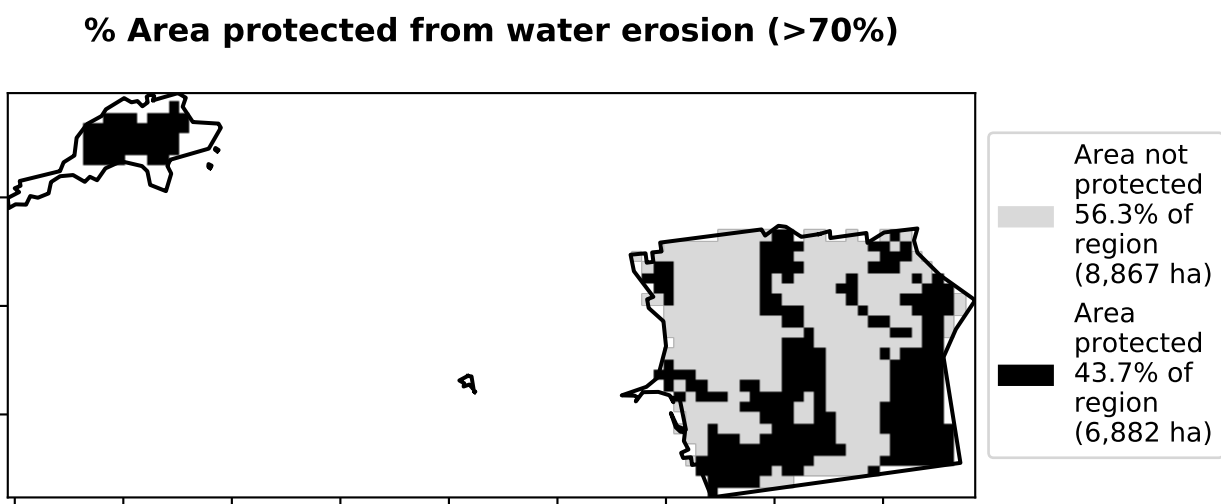 % Area protected from water erosion (>70%)
Area not
protected
56.3% of
region
(8,867 ha)
Area
protected
43.7% of
region
(6,882 ha)